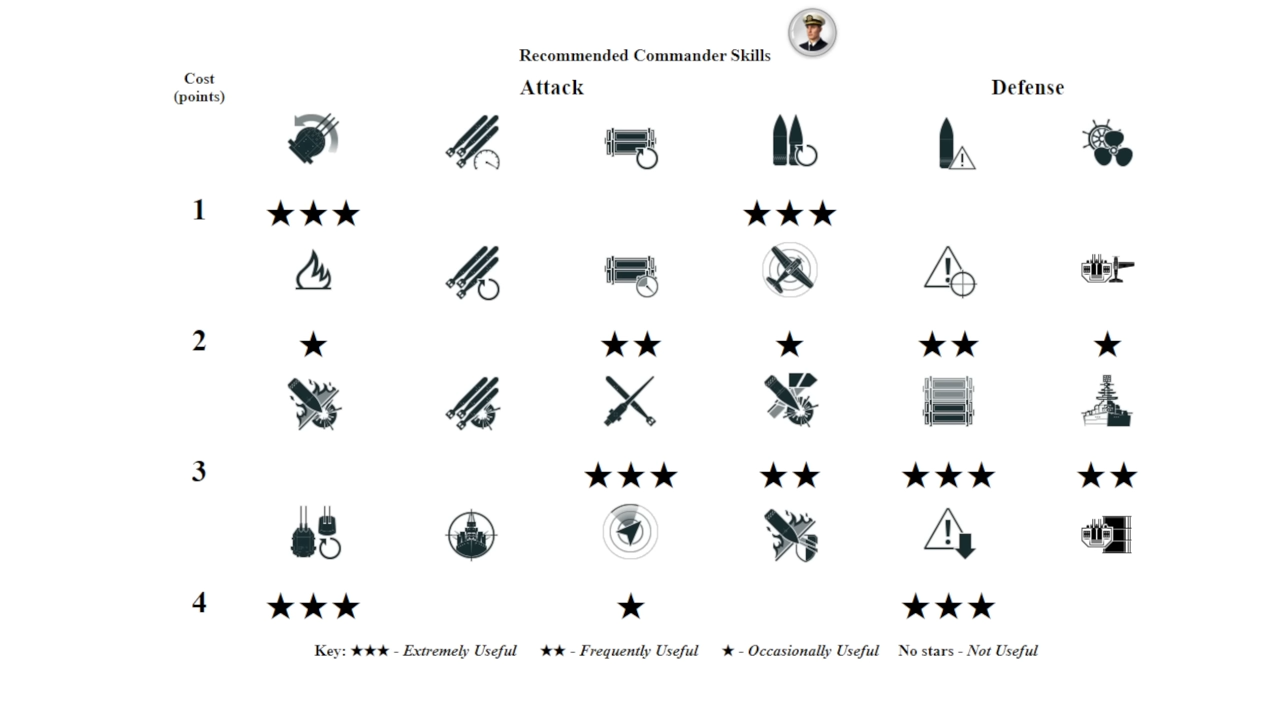 Recommended Commander Skills
Cost
(points)
Attack
Defense
1 ★★★ ★★★
2 ★ ★★ ★ ★★ ★
3 ★★★ ★★ ★★★ ★★
4 ★★★ ★ ★★★
Key: ★★★ - Extremely Useful ★★ - Frequently Useful ★ - Occasionally Useful No stars - Not Useful